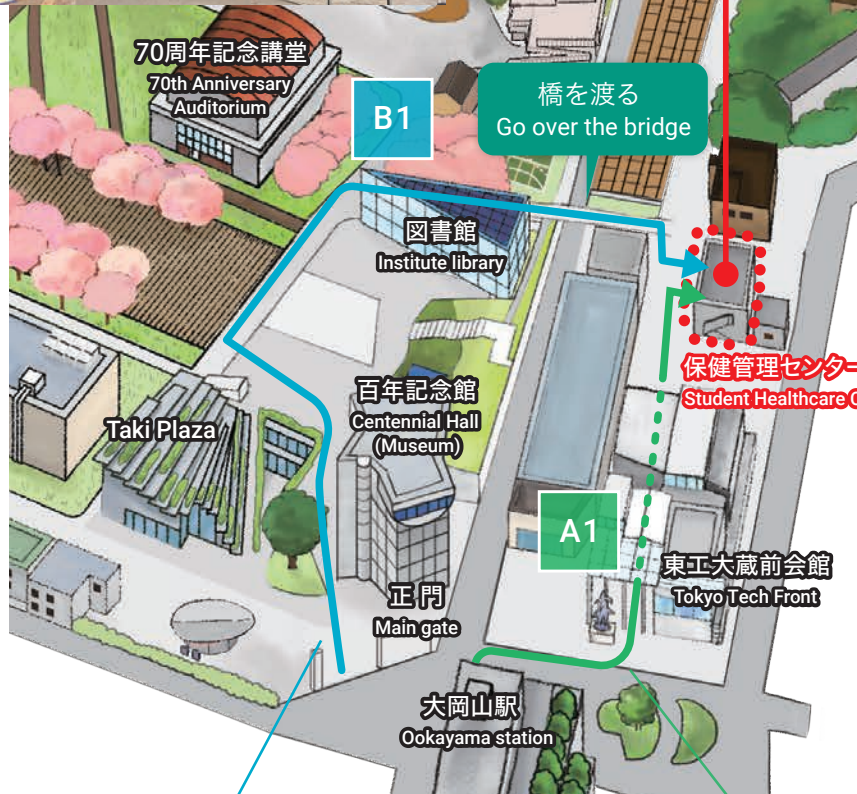 70周年記念講堂
70th Anniversary
Auditorium
B1
橋を渡る
Go over the bridge
図書館
Institute library
保健管理センター
Student Healthcare C
百年記念館
Centennial Hall
(Museum)
Taki Plaza
A1
東工大蔵前会館
Tokyo Tech Front
正門
Main gate
大岡山駅
Ookayama station